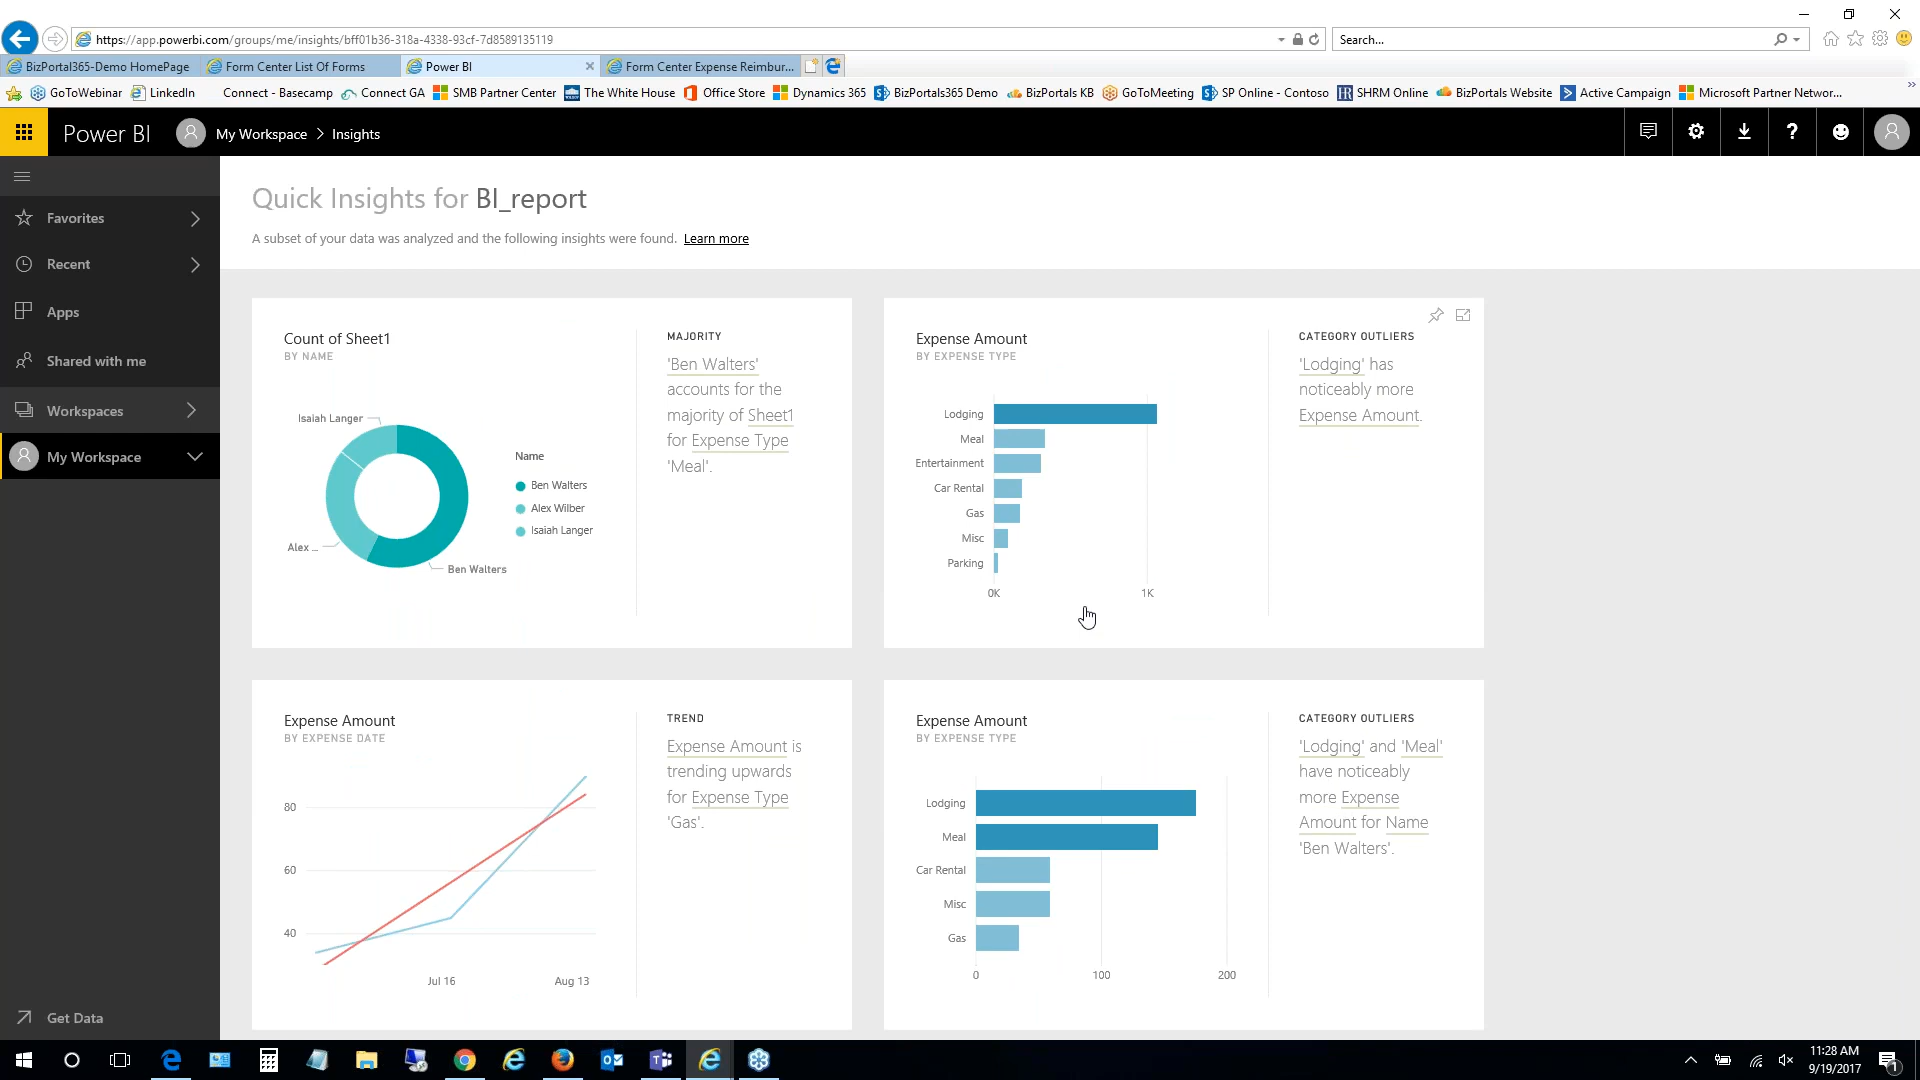 https://app.powerbi.com/groups/me/insights/bff01b36-318a-4338-93cf-7d8589135119
Search...
BizPortal365-Demo HomePage
Form Center List Of Forms
Power BI
Form Center Expense Reimbur...
GoToWebinar
LinkedIn
Connect - Basecamp
Connect GA
SMB Partner Center
The White House
Office Store
Dynamics 365
BizPortals365 Demo
BizPortals KB
GoToMeeting
SP Online - Contoso
SHRM Online
BizPortals Website
Active Campaign
Microsoft Partner Networ...
Power BI
My Workspace > Insights
Favorites
Recent
Apps
Shared with me
Workspaces
My Workspace
Get Data
Quick Insights for BI_report
A subset of your data was analyzed and the following insights were found. Learn more
Count of Sheet1
BY NAME
Isaiah Langer
Alex ...
Ben Walters
Name
Ben Walters
Alex Wilber
Isaiah Langer
MAJORITY
'Ben Walters'
accounts for the
majority of Sheet1
for Expense Type
'Meal'.
Expense Amount
BY EXPENSE TYPE
Lodging
Meal
Entertainment
Car Rental
Gas
Misc
Parking
0K
1K
CATEGORY OUTLIERS
'Lodging' has
noticeably more
Expense Amount.
Expense Amount
BY EXPENSE DATE
80
60
40
Jul 16
Aug 13
TREND
Expense Amount is
trending upwards
for Expense Type
'Gas'.
Expense Amount
BY EXPENSE TYPE
Lodging
Meal
Car Rental
Misc
Gas
0
100
200
CATEGORY OUTLIERS
'Lodging' and 'Meal'
have noticeably
more Expense
Amount for Name
'Ben Walters'.
11:28 AM
9/19/2017
1